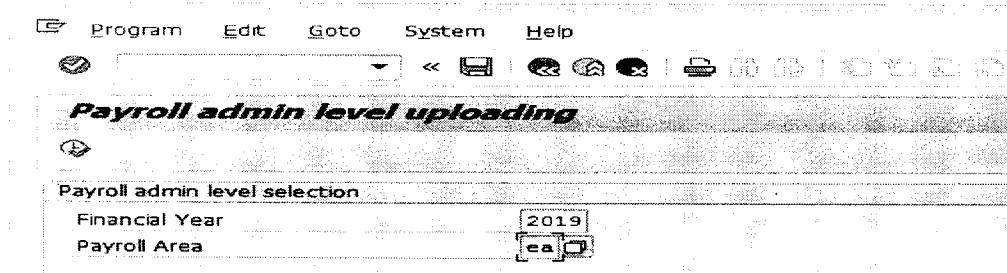 Program Edit Goto System Help
Payroll admin level uploading
Payroll admin level selection
Financial Year 2019
Payroll Area ea